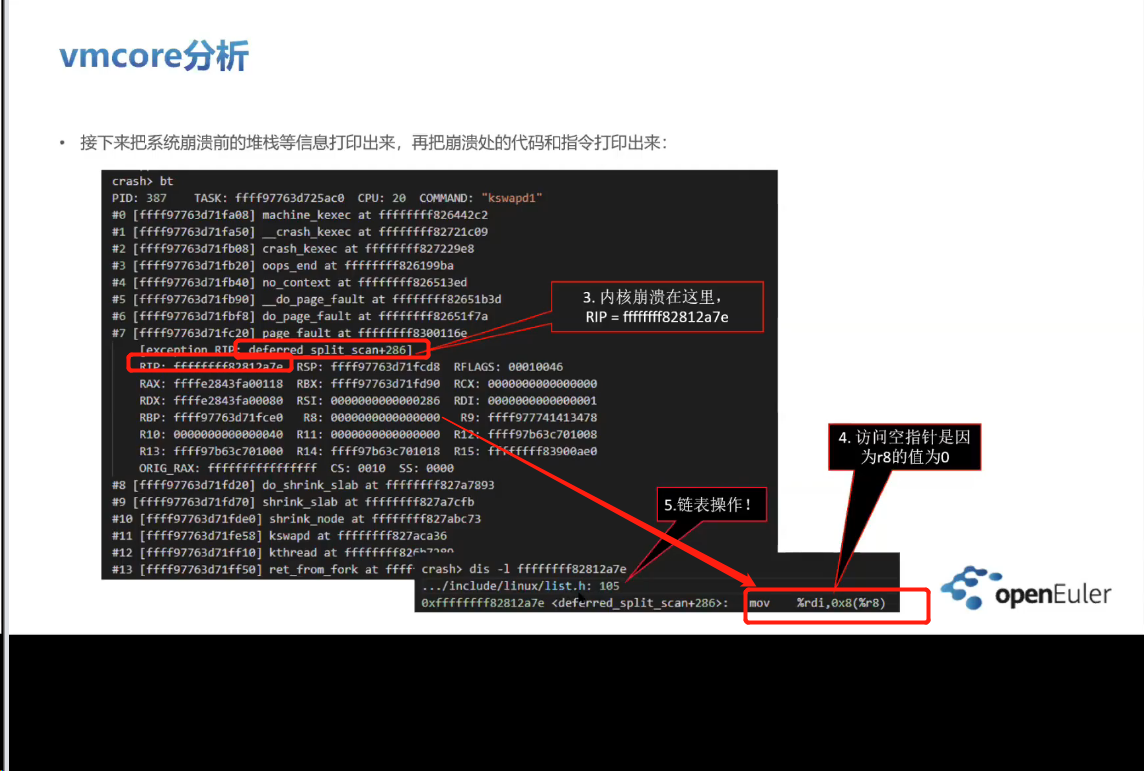 vmcore分析
• 接下来把系统崩溃前的堆栈等信息打印出来，再把崩溃处的代码和指令打印出来：
crash> bt
PID: 387 TASK: ffff97763d725ac0 CPU: 20 COMMAND: "kswapd1"
#0 [ffff97763d71fa08] machine_kexec at ffffffff826442c2
#1 [ffff97763d71fa50] __crash_kexec at ffffffff82721c09
#2 [ffff97763d71fb08] crash_kexec at ffffffff827229e8
#3 [ffff97763d71fb20] oops_end at ffffffff826199ba
#4 [ffff97763d71fb40] no_context at ffffffff826513ed
#5 [ffff97763d71fb90] __do_page_fault at ffffffff82651b3d
#6 [ffff97763d71fbf8] do_page_fault at ffffffff82651f7a
#7 [ffff97763d71fc20] page_fault at ffffffff8300116e
[exception RIP: deferred_split_scan+286]
RIP: ffffffff82812a7e RSP: ffff97763d71fcd8 RFLAGS: 00010046
RAX: ffffe2843fa00118 RBX: ffff97763d71fd90 RCX: 0000000000000000
RDX: ffffe2843fa00080 RSI: 0000000000000286 RDI: 0000000000000001
RBP: ffff97763d71fce0 R8: 0000000000000000 R9: ffff977741413478
R10: 0000000000000040 R11: 0000000000000000 R12: ffff97b63c701008
R13: ffff97b63c701000 R14: ffff97b63c701018 R15: ffffffff83900ae0
ORIG_RAX: ffffffffffffffff CS: 0010 SS: 0000
#8 [ffff97763d71fd20] do_shrink_slab at ffffffff827a7893
#9 [ffff97763d71fd70] shrink_slab at ffffffff827a7cfb
#10 [ffff97763d71fde0] shrink_node at ffffffff827abc73
#11 [ffff97763d71fe58] kswapd at ffffffff827aca36
#12 [ffff97763d71ff10] kthread at
#13 [ffff97763d71ff50] ret_from_fork at ffff
3. 内核崩溃在这里，
RIP = ffffffff82812a7e
4. 访问空指针是因
为r8的值为0
5.链表操作！
crash> dis -l ffffffff82812a7e
.../include/linux/list.h: 105
0xffffffff82812a7e <deferred_split_scan+286>: mov %rdi,0x8(%r8)
openEuler